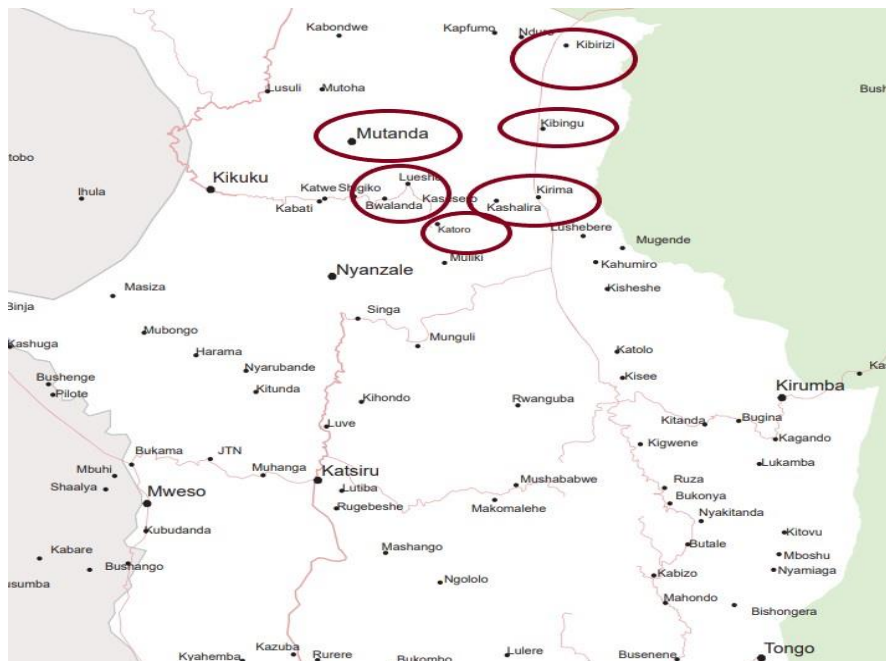 Kabondwe
Kapfumo
Kibirizi
Lusuli
Mutoha
Bush
Mutanda
Kibingu
tobo
Kikuku
Lueshe
Ihula
Katwe
Shigiko
Kirima
Kabati
Bwalanda
Kashalira
Katoro
Lushebere
Mugende
Muliki
Kahumiro
Nyanzale
Kisheshe
Masiza
Binja
Singa
Mubongo
Munguli
Kashuga
Harama
Katolo
Nyarubande
Ka
Bushenge
Kisee
Pilote
Kitunda
Kirumba
Kihondo
Rwanguba
Luve
Kitanda
Bugina
Kigwene
Kagando
Bukama
JTN
Lukamba
Mbuhi
Muhanga
Katsiru
Mushababwe
Ruza
Shaalya
Mweso
Lutiba
Bukonya
Rugebeshe
Makomalehe
Nyakitanda
Kubudanda
Kitovu
Butale
Kabare
Mashango
Mboshu
Bushango
Nyamiaga
usumba
Ngololo
Kabizo
Mahondo
Bishongera
Tongo
Kyahemba
Kazuba
Rurere
Bukombo
Lulere
Busenene